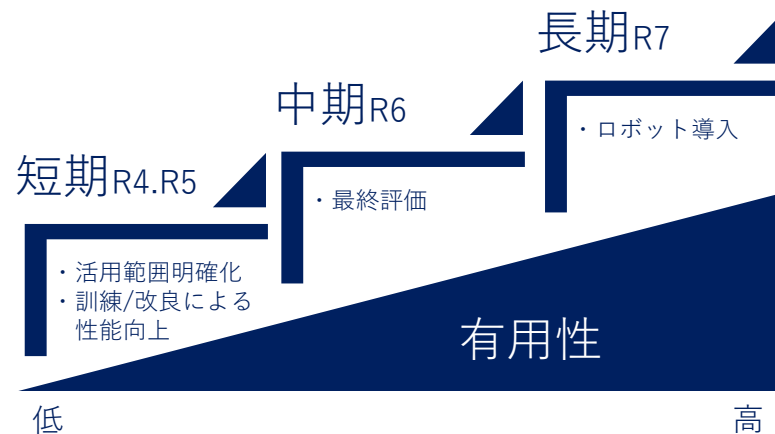 短期R4.R5
・活用範囲明確化
・訓練/改良による
性能向上
中期R6
・最終評価
長期R7
・ロボット導入
有用性
低
高